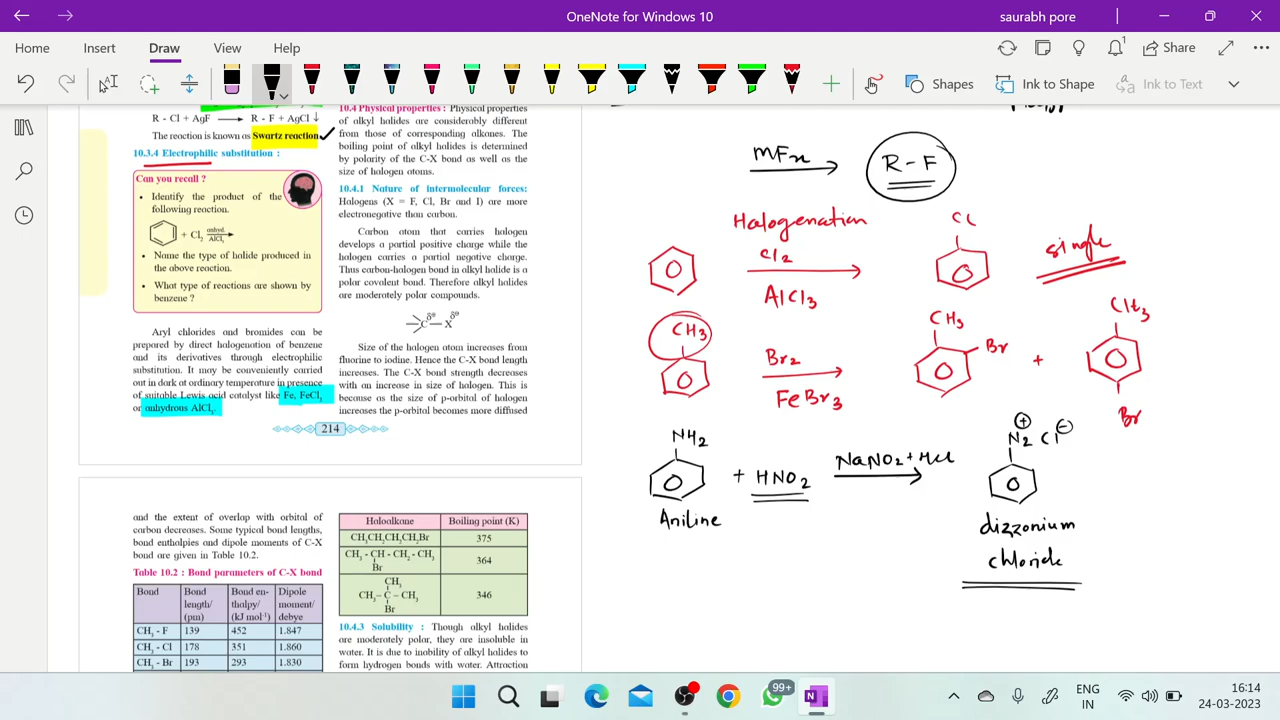 OneNote for Windows 10
saurabh pore
Home Insert Draw View Help
Share
Shapes
Ink to Shape
Ink to Text
R - Cl + AgF → R - F + AgCl ↓
The reaction is known as Swartz reaction
10.3.4 Electrophilic substitution :
Can you recall ?
• Identify the product of the
following reaction.
+ Cl2 anhyd. AlCl3
• Name the type of halide produced in
the above reaction.
• What type of reactions are shown by
benzene ?
Aryl chlorides and bromides can be
prepared by direct halogenation of benzene
and its derivatives through electrophilic
substitution. It may be conveniently carried
out in dark at ordinary temperature in presence
of suitable Lewis acid catalyst like Fe, FeCl3
or anhydrous AlCl3.
10.4 Physical properties : Physical properties
of alkyl halides are considerably different
from those of corresponding alkanes. The
boiling point of alkyl halides is determined
by polarity of the C-X bond as well as the
size of halogen atoms.
10.4.1 Nature of intermolecular forces:
Halogens (X = F, Cl, Br and I) are more
electronegative than carbon.
Carbon atom that carries halogen
develops a partial positive charge while the
halogen carries a partial negative charge.
Thus carbon-halogen bond in alkyl halide is a
polar covalent bond. Therefore alkyl halides
are moderately polar compounds.
C δ⊕ — X δ⊖
Size of the halogen atom increases from
fluorine to iodine. Hence the C-X bond length
increases. The C-X bond strength decreases
with an increase in size of halogen. This is
because as the size of p-orbital of halogen
increases the p-orbital becomes more diffused
214
and the extent of overlap with orbital of
carbon decreases. Some typical bond lengths,
bond enthalpies and dipole moments of C-X
bond are given in Table 10.2.
Table 10.2 : Bond parameters of C-X bond
Bond Bond length/ (pm) Bond en-thalpy/ (kJ mol-1) Dipole moment/ debye
CH3 - F 139 452 1.847
CH3 - Cl 178 351 1.860
CH3 - Br 193 293 1.830
Haloalkane Boiling point (K)
CH3CH2CH2CH2Br 375
CH3 - CH - CH2 - CH3 364
Br
CH3
CH3– C – CH3 346
Br
10.4.3 Solubility : Though alkyl halides
are moderately polar, they are insoluble in
water. It is due to inability of alkyl halides to
form hydrogen bonds with water. Attraction
MFx → R - F
Halogenation
Cl2
AlCl3
Cl
single
CH3
Br2
FeBr3
CH3
Br
+
CH3
Br
NH2
+ HNO2
Aniline
NaNO2 + HCl
N2⊕ Cl⊖
dizzonium
chloride
99+
ENG
IN
16:14
24-03-2023